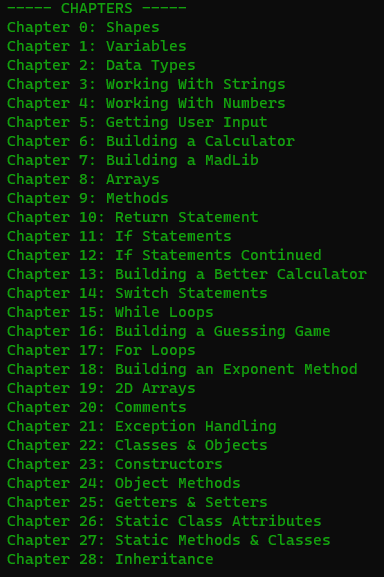 ----- CHAPTERS -----
Chapter 0: Shapes
Chapter 1: Variables
Chapter 2: Data Types
Chapter 3: Working With Strings
Chapter 4: Working With Numbers
Chapter 5: Getting User Input
Chapter 6: Building a Calculator
Chapter 7: Building a MadLib
Chapter 8: Arrays
Chapter 9: Methods
Chapter 10: Return Statement
Chapter 11: If Statements
Chapter 12: If Statements Continued
Chapter 13: Building a Better Calculator
Chapter 14: Switch Statements
Chapter 15: While Loops
Chapter 16: Building a Guessing Game
Chapter 17: For Loops
Chapter 18: Building an Exponent Method
Chapter 19: 2D Arrays
Chapter 20: Comments
Chapter 21: Exception Handling
Chapter 22: Classes & Objects
Chapter 23: Constructors
Chapter 24: Object Methods
Chapter 25: Getters & Setters
Chapter 26: Static Class Attributes
Chapter 27: Static Methods & Classes
Chapter 28: Inheritance